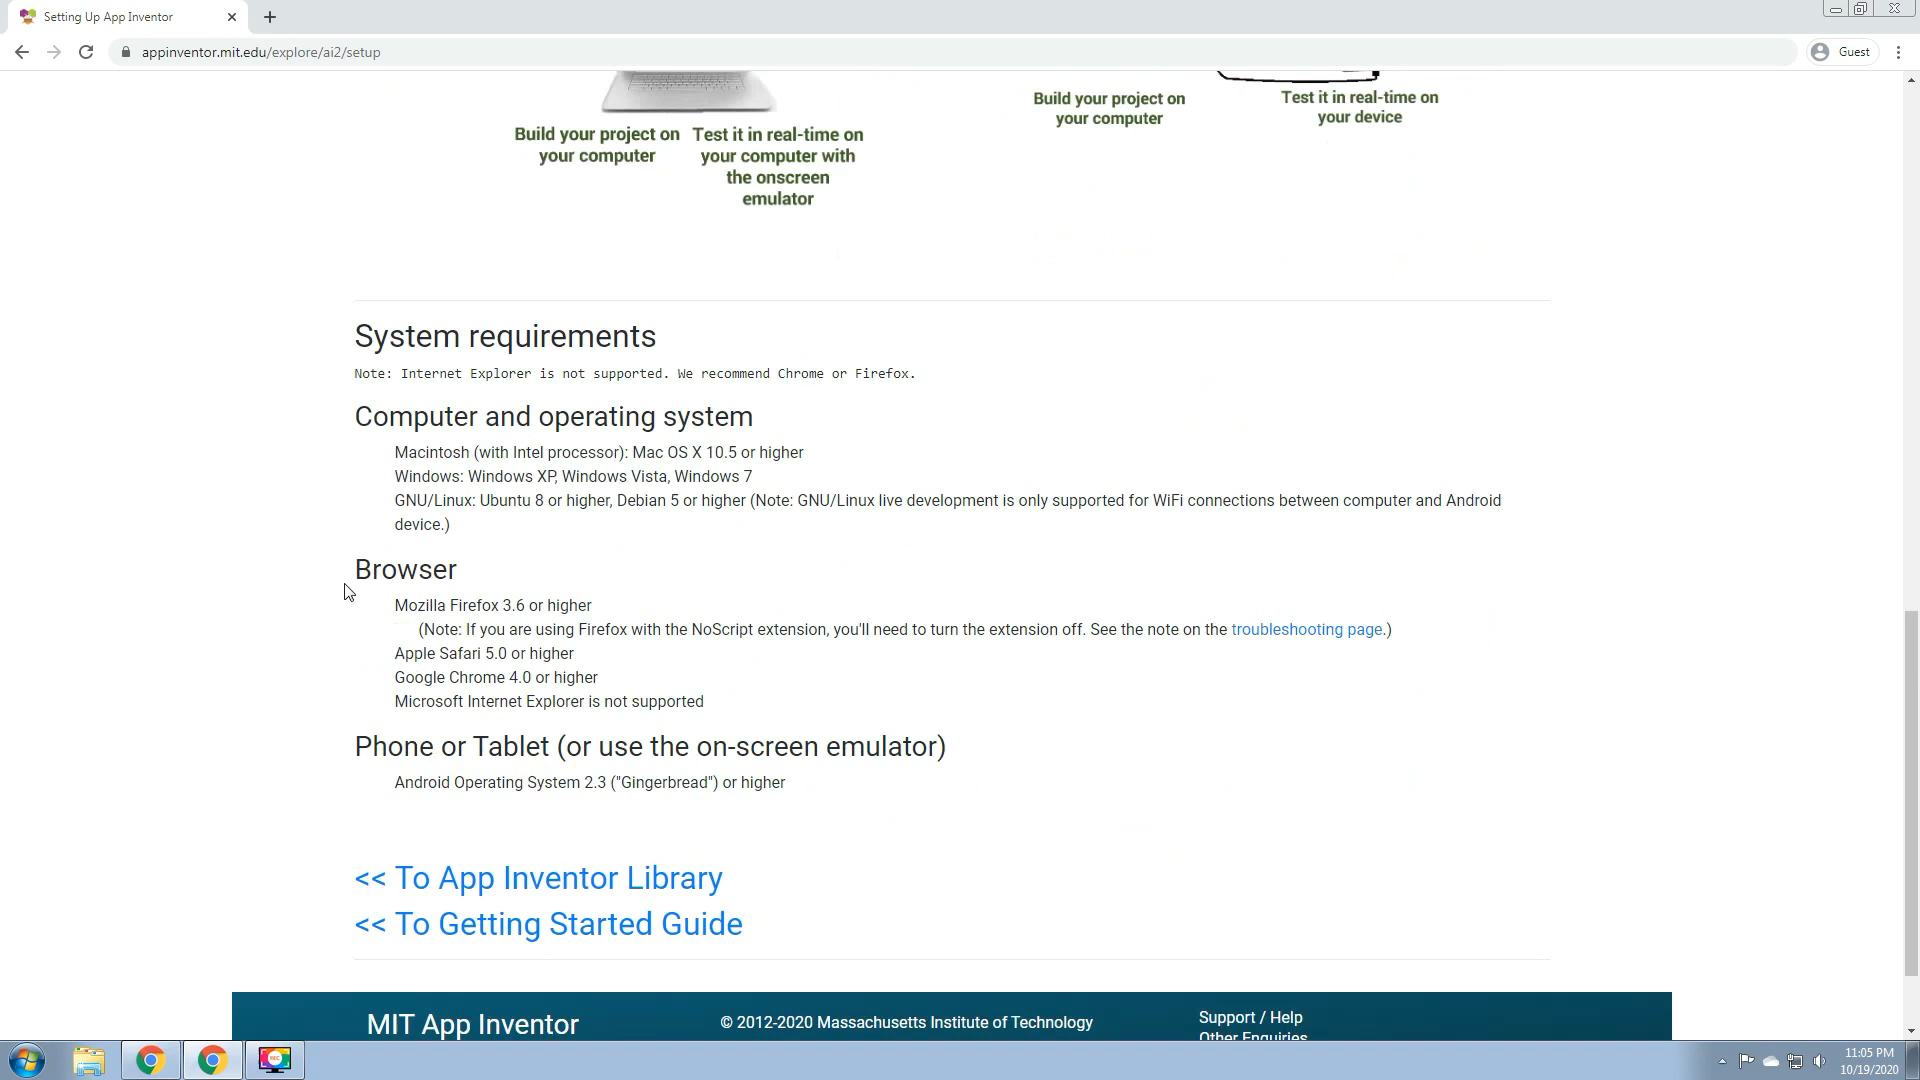 Setting Up App Inventor
appinventor.mit.edu/explore/ai2/setup
Guest
Build your project on
your computer
Test it in real-time on
your computer with
the onscreen
emulator
Build your project on
your computer
Test it in real-time on
your device
System requirements
Note: Internet Explorer is not supported. We recommend Chrome or Firefox.
Computer and operating system
Macintosh (with Intel processor): Mac OS X 10.5 or higher
Windows: Windows XP, Windows Vista, Windows 7
GNU/Linux: Ubuntu 8 or higher, Debian 5 or higher (Note: GNU/Linux live development is only supported for WiFi connections between computer and Android
device.)
Browser
Mozilla Firefox 3.6 or higher
(Note: If you are using Firefox with the NoScript extension, you'll need to turn the extension off. See the note on the troubleshooting page.)
Apple Safari 5.0 or higher
Google Chrome 4.0 or higher
Microsoft Internet Explorer is not supported
Phone or Tablet (or use the on-screen emulator)
Android Operating System 2.3 ("Gingerbread") or higher
<< To App Inventor Library
<< To Getting Started Guide
MIT App Inventor
© 2012-2020 Massachusetts Institute of Technology
Support / Help
Other Enquiries
REC
11:05 PM
10/19/2020